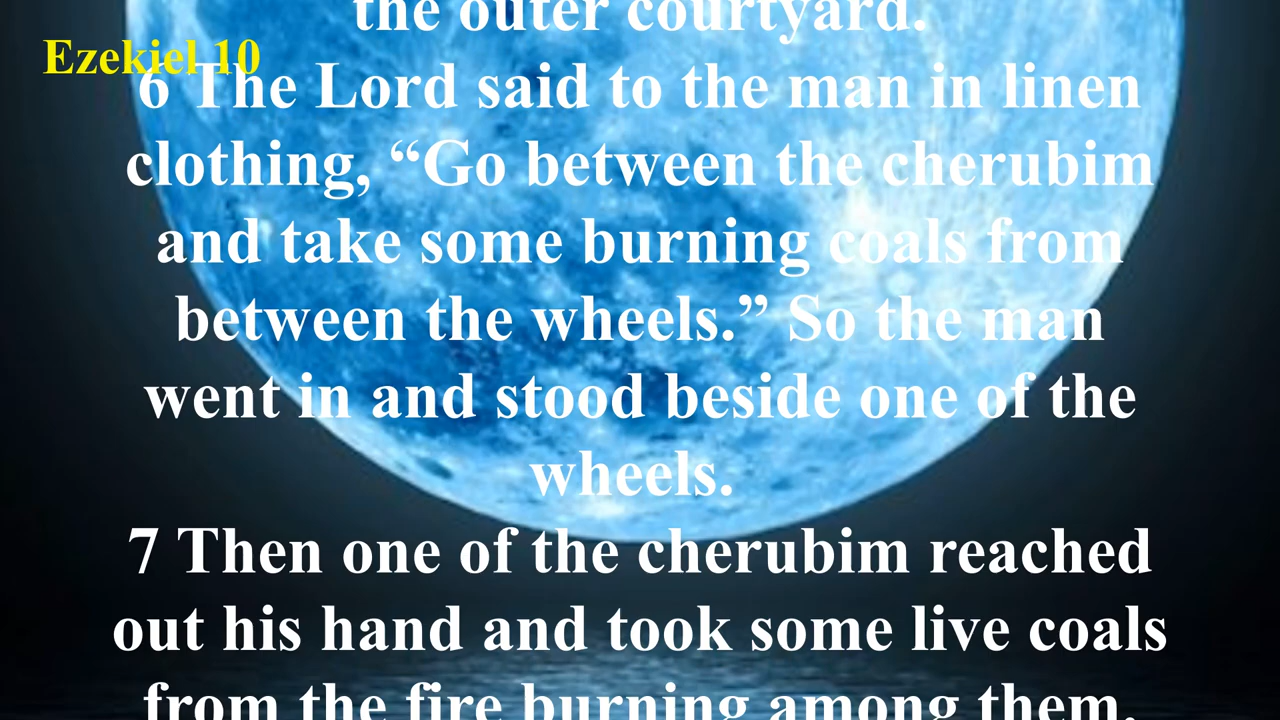 the outer courtyard.
Ezekiel 10
6 The Lord said to the man in linen
clothing, “Go between the cherubim
and take some burning coals from
between the wheels.” So the man
went in and stood beside one of the
wheels.
7 Then one of the cherubim reached
out his hand and took some live coals
from the fire burning among them.